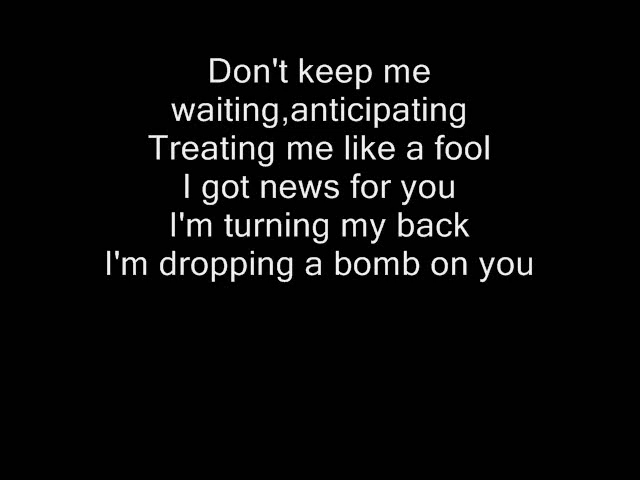 Don't keep me
waiting,anticipating
Treating me like a fool
I got news for you
I'm turning my back
I'm dropping a bomb on you